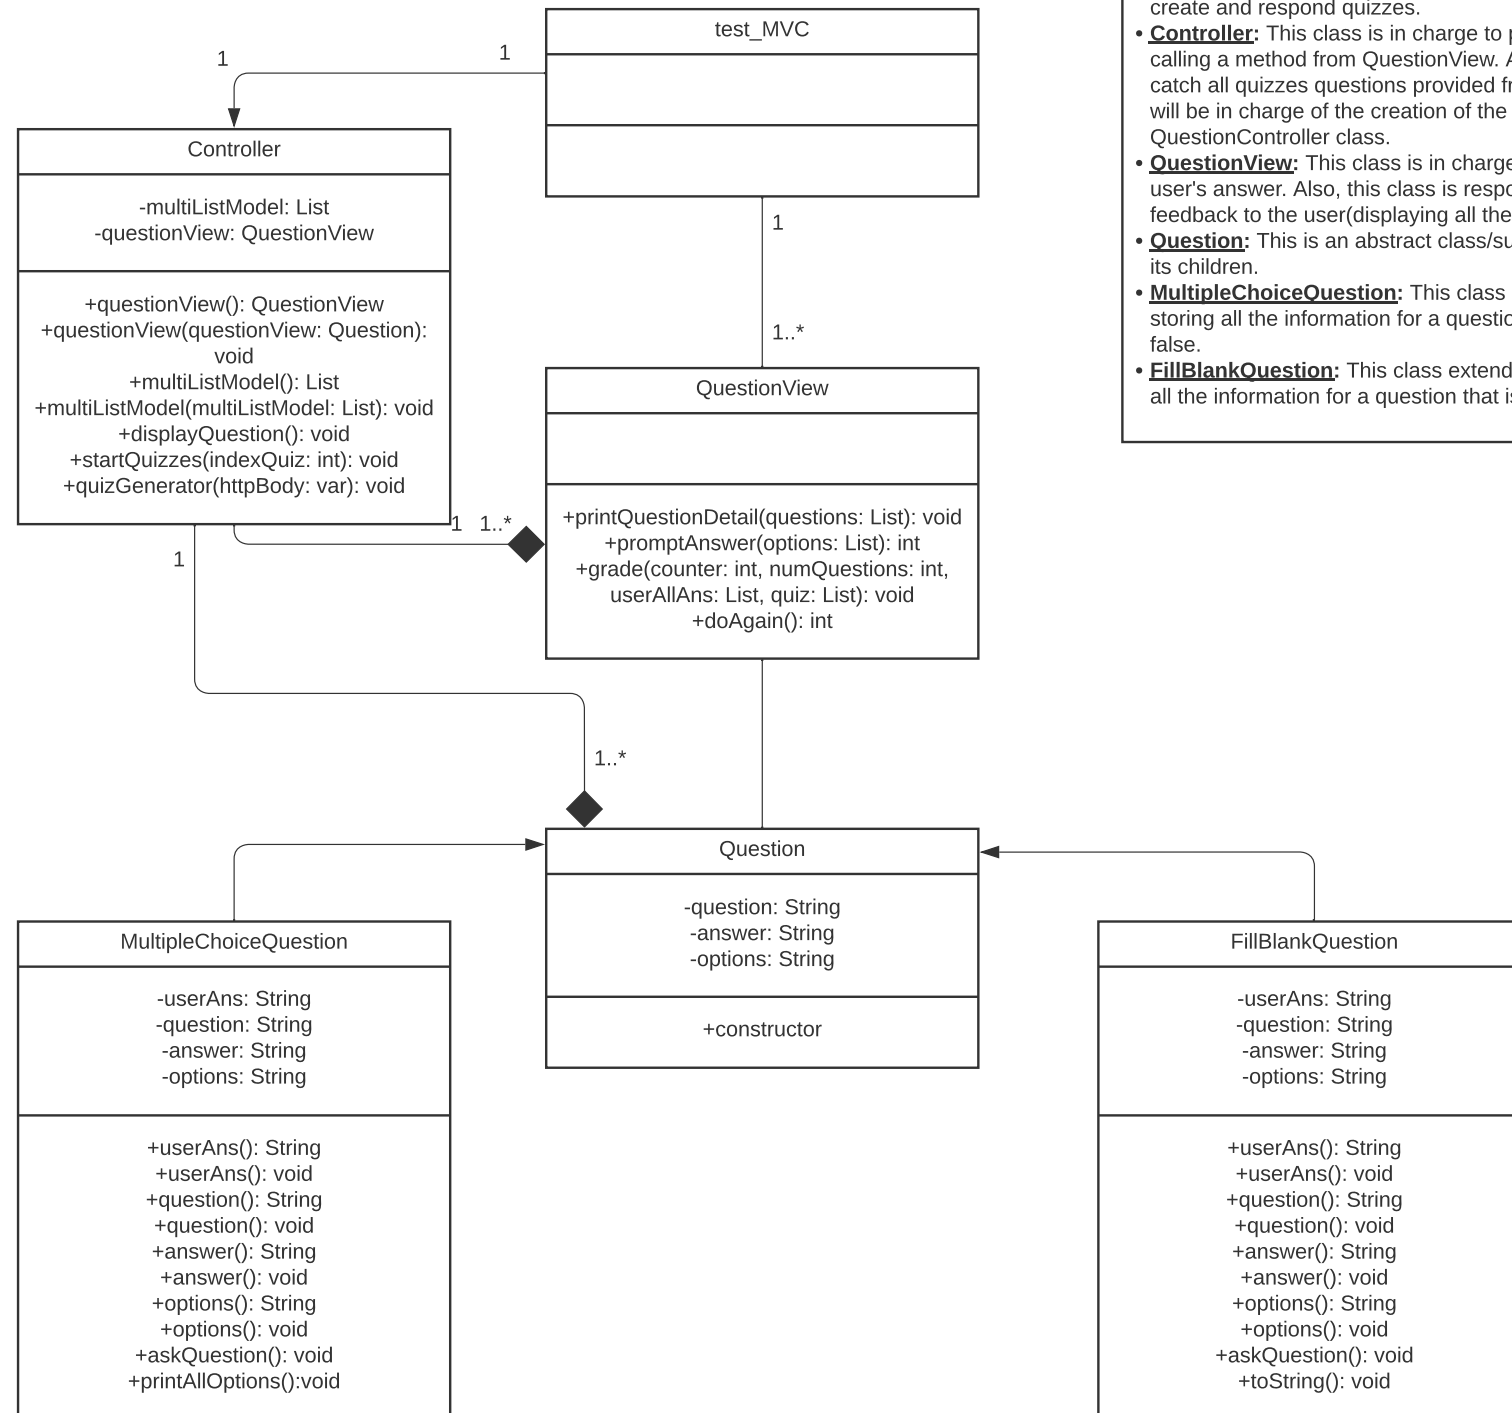 test_MVC
1
1
Controller
-multiListModel: List
-questionView: QuestionView
+questionView(): QuestionView
+questionView(questionView: Question):
void
+multiListModel(): List
+multiListModel(multiListModel: List): void
+displayQuestion(): void
+startQuizzes(indexQuiz: int): void
+quizGenerator(httpBody: var): void
1
1..*
QuestionView
+printQuestionDetail(questions: List): void
+promptAnswer(options: List): int
+grade(counter: int, numQuestions: int,
userAllAns: List, quiz: List): void
+doAgain(): int
1 1..*
1
1..*
Question
-question: String
-answer: String
-options: String
+constructor
MultipleChoiceQuestion
-userAns: String
-question: String
-answer: String
-options: String
+userAns(): String
+userAns(): void
+question(): String
+question(): void
+answer(): String
+answer(): void
+options(): String
+options(): void
+askQuestion(): void
+printAllOptions():void
FillBlankQuestion
-userAns: String
-question: String
-answer: String
-options: String
+userAns(): String
+userAns(): void
+question(): String
+question(): void
+answer(): String
+answer(): void
+options(): String
+options(): void
+askQuestion(): void
+toString(): void
create and respond quizzes.
• Controller: This class is in charge to
calling a method from QuestionView.
catch all quizzes questions provided
will be in charge of the creation of the
QuestionController class.
• QuestionView: This class is in charge
user's answer. Also, this class is
feedback to the user(displaying all the
• Question: This is an abstract
its children.
• MultipleChoiceQuestion: This class
storing all the information for a
false.
• FillBlankQuestion: This class
all the information for a question that